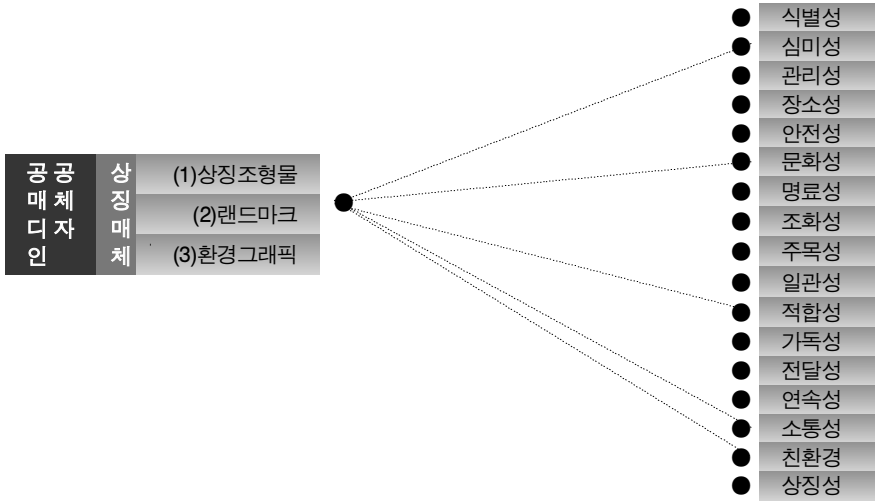 공공
매체
디자
인
상
징
매
체
(1)상징조형물
(2)랜드마크
(3)환경그래픽
식별성
심미성
관리성
장소성
안전성
문화성
명료성
조화성
주목성
일관성
적합성
가독성
전달성
연속성
소통성
친환경
상징성